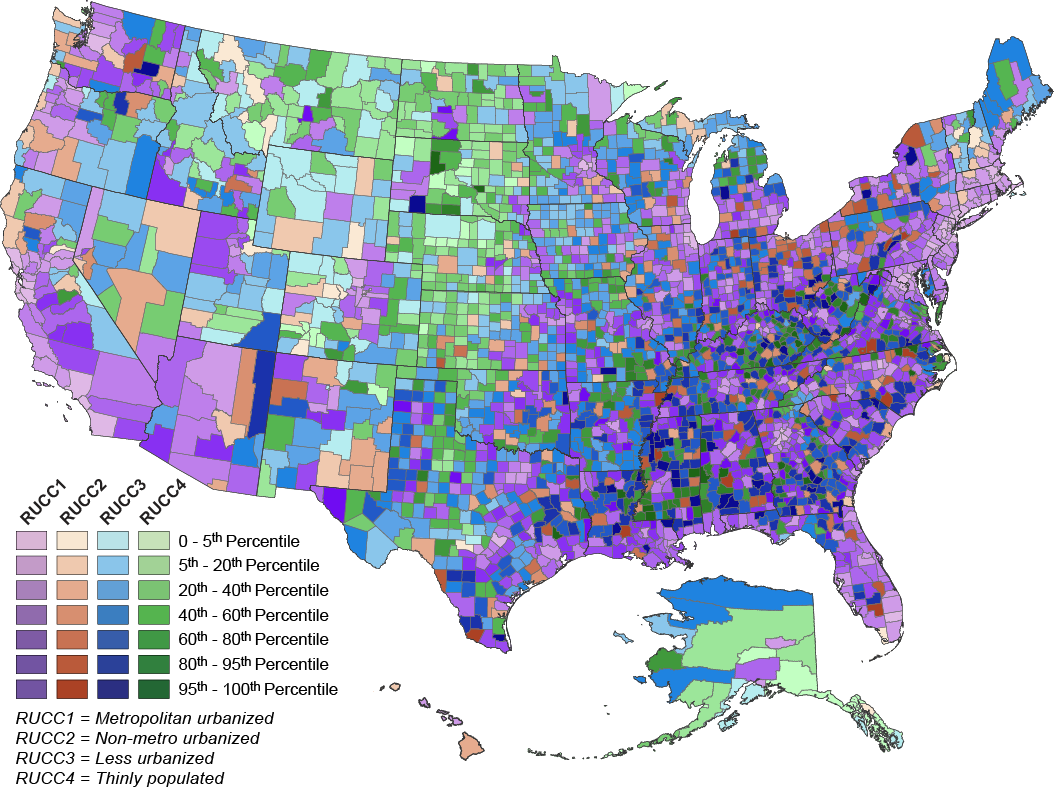 RUCC1 RUCC2 RUCC3 RUCC4
0 - 5th Percentile
5th - 20th Percentile
20th - 40th Percentile
40th - 60th Percentile
60th - 80th Percentile
80th - 95th Percentile
95th - 100th Percentile
RUCC1 = Metropolitan urbanized
RUCC2 = Non-metro urbanized
RUCC3 = Less urbanized
RUCC4 = Thinly populated